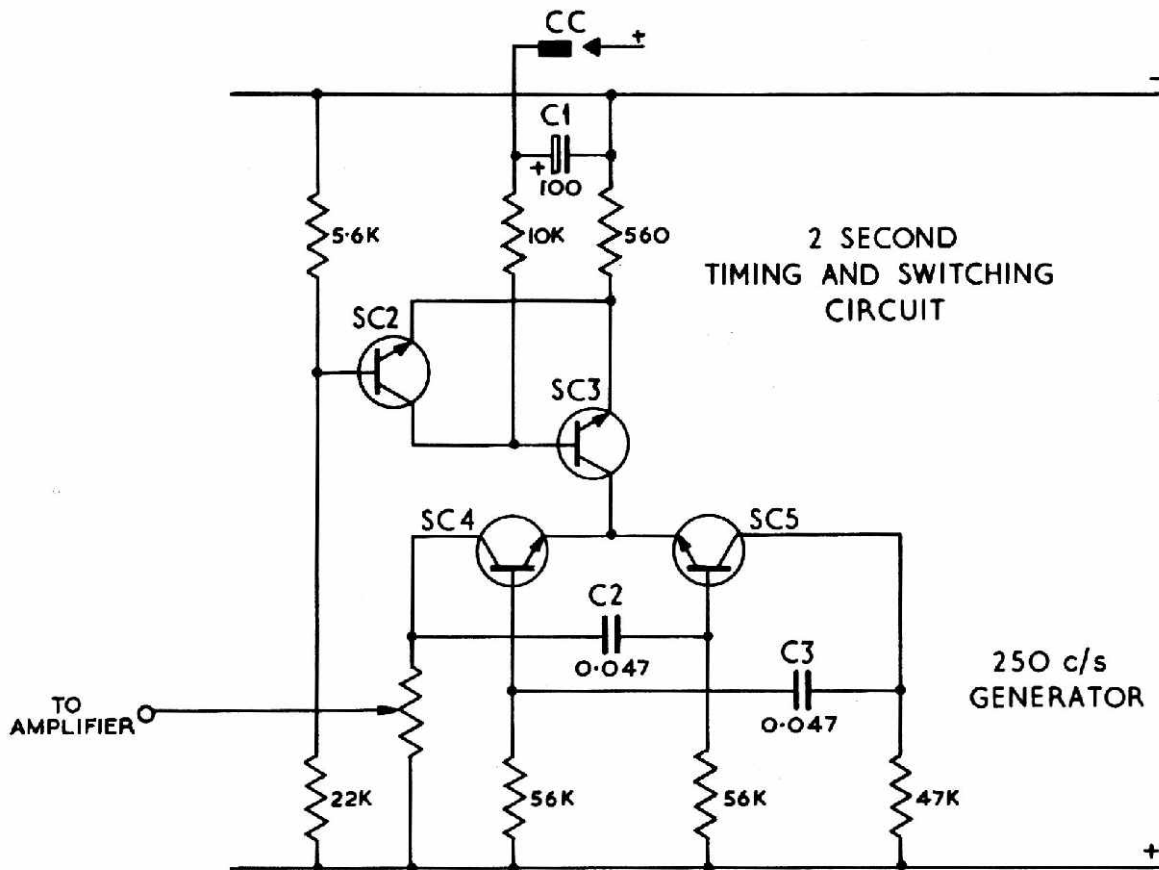 CC
+
-
C1
+
100
5·6K
10K
560
2 SECOND
TIMING AND SWITCHING
CIRCUIT
SC2
SC3
SC4
SC5
C2
0·047
C3
0·047
250 c/s
GENERATOR
TO
AMPLIFIER
22K
56K
56K
47K
+